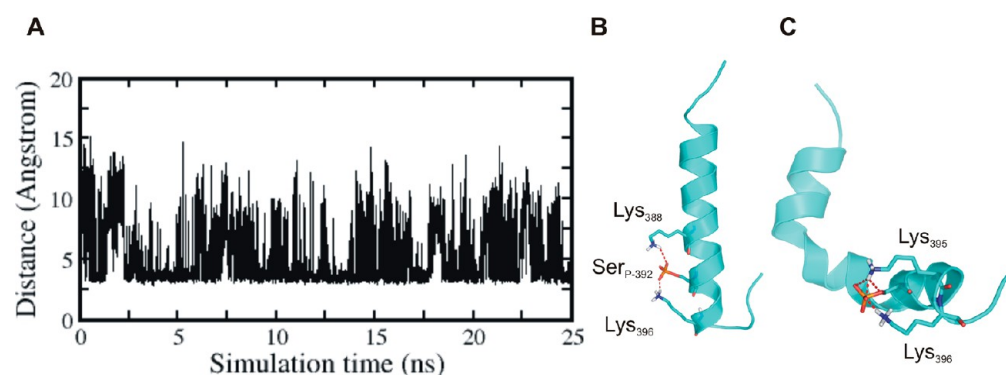 A
B
C
Distance (Angstrom)
20
15
10
5
0
0 5 10 15 20 25
Simulation time (ns)
Lys388
SerP-392
Lys396
Lys395
Lys396